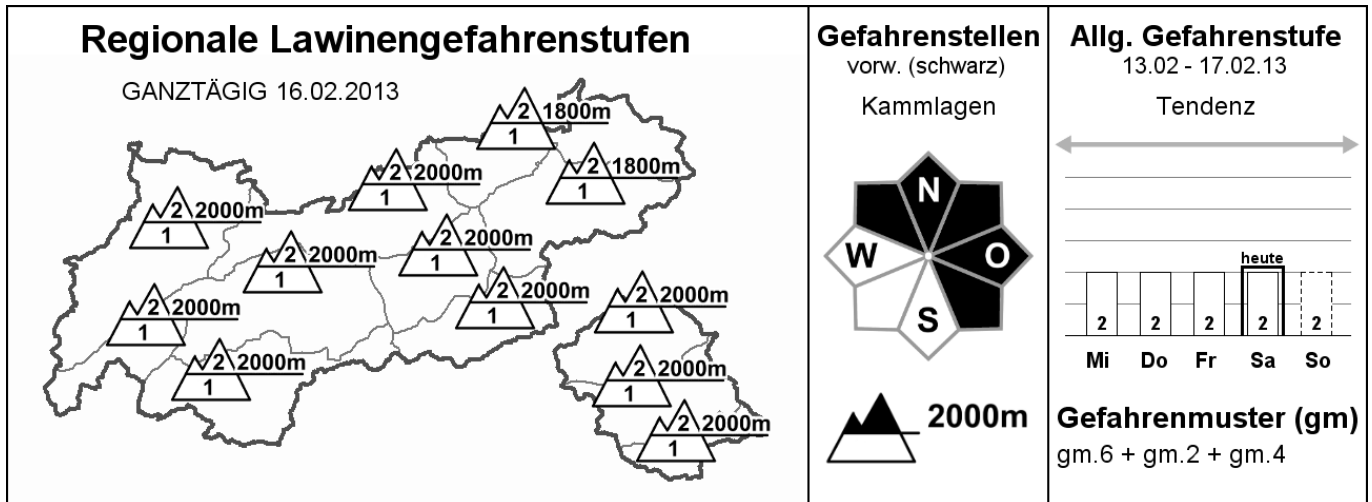 Regionale Lawinengefahrenstufen
GANZTÄGIG 16.02.2013
2 1800m
1
2 2000m
1
2 1800m
1
2 2000m
1
2 2000m
1
2 2000m
1
2 2000m
1
2 2000m
1
2 2000m
1
2 2000m
1
2 2000m
1
2 2000m
1
Gefahrenstellen
vorw. (schwarz)
Kammlagen
N
W O
S
2000m
Allg. Gefahrenstufe
13.02 - 17.02.13
Tendenz
heute
2 2 2 2 2
Mi Do Fr Sa So
Gefahrenmuster (gm)
gm.6 + gm.2 + gm.4